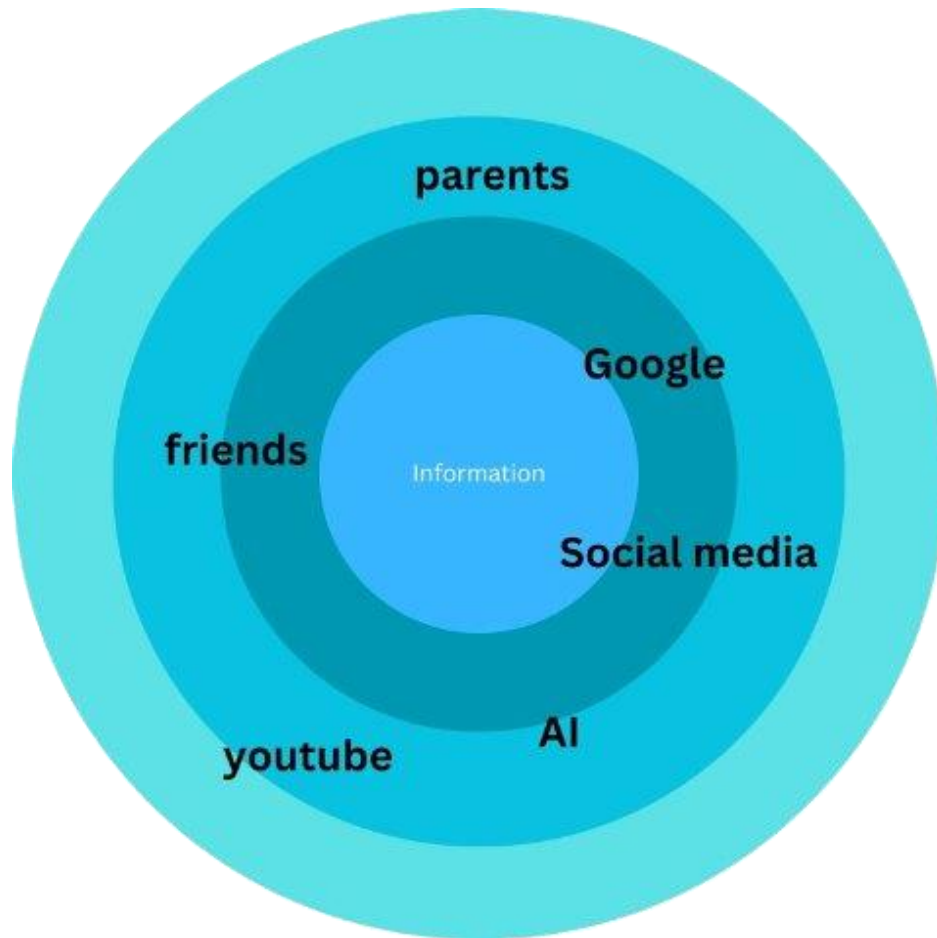 parents
Google
friends
Information
Social media
AI
youtube